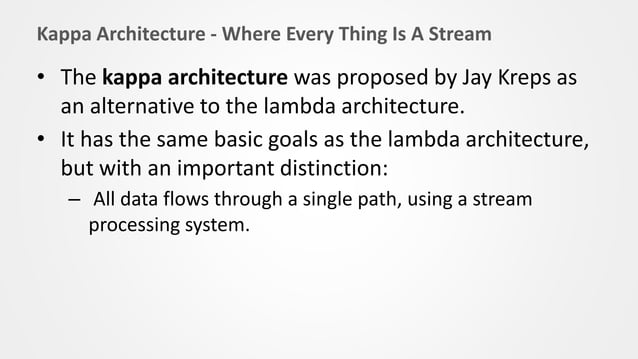 Kappa Architecture - Where Every Thing Is A Stream
• The kappa architecture was proposed by Jay Kreps as
an alternative to the lambda architecture.
• It has the same basic goals as the lambda architecture,
but with an important distinction:
– All data flows through a single path, using a stream
processing system.